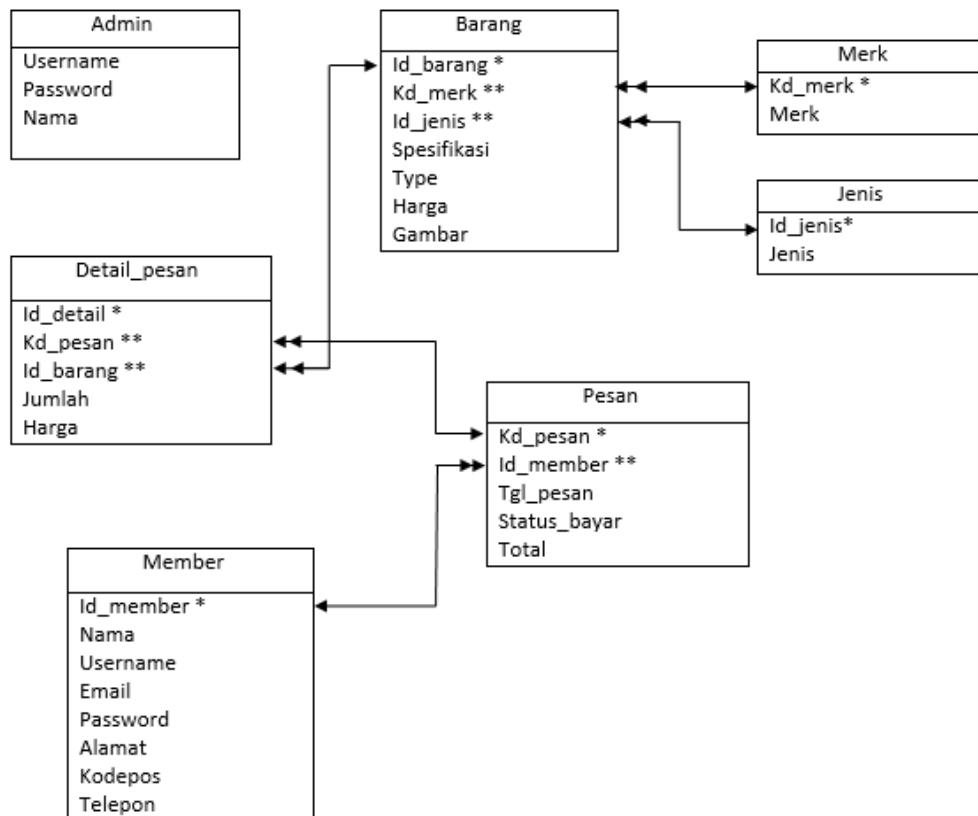 Admin
Username
Password
Nama
Barang
Id_barang *
Kd_merk **
Id_jenis **
Spesifikasi
Type
Harga
Gambar
Merk
Kd_merk *
Merk
Jenis
Id_jenis*
Jenis
Detail_pesan
Id_detail *
Kd_pesan **
Id_barang **
Jumlah
Harga
Pesan
Kd_pesan *
Id_member **
Tgl_pesan
Status_bayar
Total
Member
Id_member *
Nama
Username
Email
Password
Alamat
Kodepos
Telepon